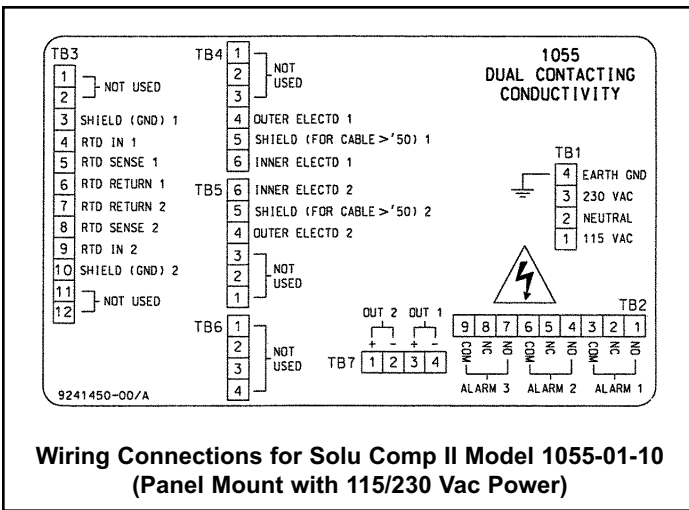 TB3
1
2
NOT USED
3 SHIELD (GND) 1
4 RTD IN 1
5 RTD SENSE 1
6 RTD RETURN 1
7 RTD RETURN 2
8 RTD SENSE 2
9 RTD IN 2
10 SHIELD (GND) 2
11
12
NOT USED
9241450-00/A
TB4
1
2
3
NOT
USED
4 OUTER ELECTD 1
5 SHIELD (FOR CABLE >'50) 1
6 INNER ELECTD 1
TB5
6 INNER ELECTD 2
5 SHIELD (FOR CABLE >'50) 2
4 OUTER ELECTD 2
3
2
1
NOT
USED
TB6
1
2
3
4
NOT
USED
1055
DUAL CONTACTING
CONDUCTIVITY
TB1
4 EARTH GND
3 230 VAC
2 NEUTRAL
1 115 VAC
OUT 2 OUT 1
+ - + -
TB7 1 2 3 4
TB2
9 8 7 6 5 4 3 2 1
COM NC NO COM NC NO COM NC NO
ALARM 3 ALARM 2 ALARM 1
Wiring Connections for Solu Comp II Model 1055-01-10
(Panel Mount with 115/230 Vac Power)